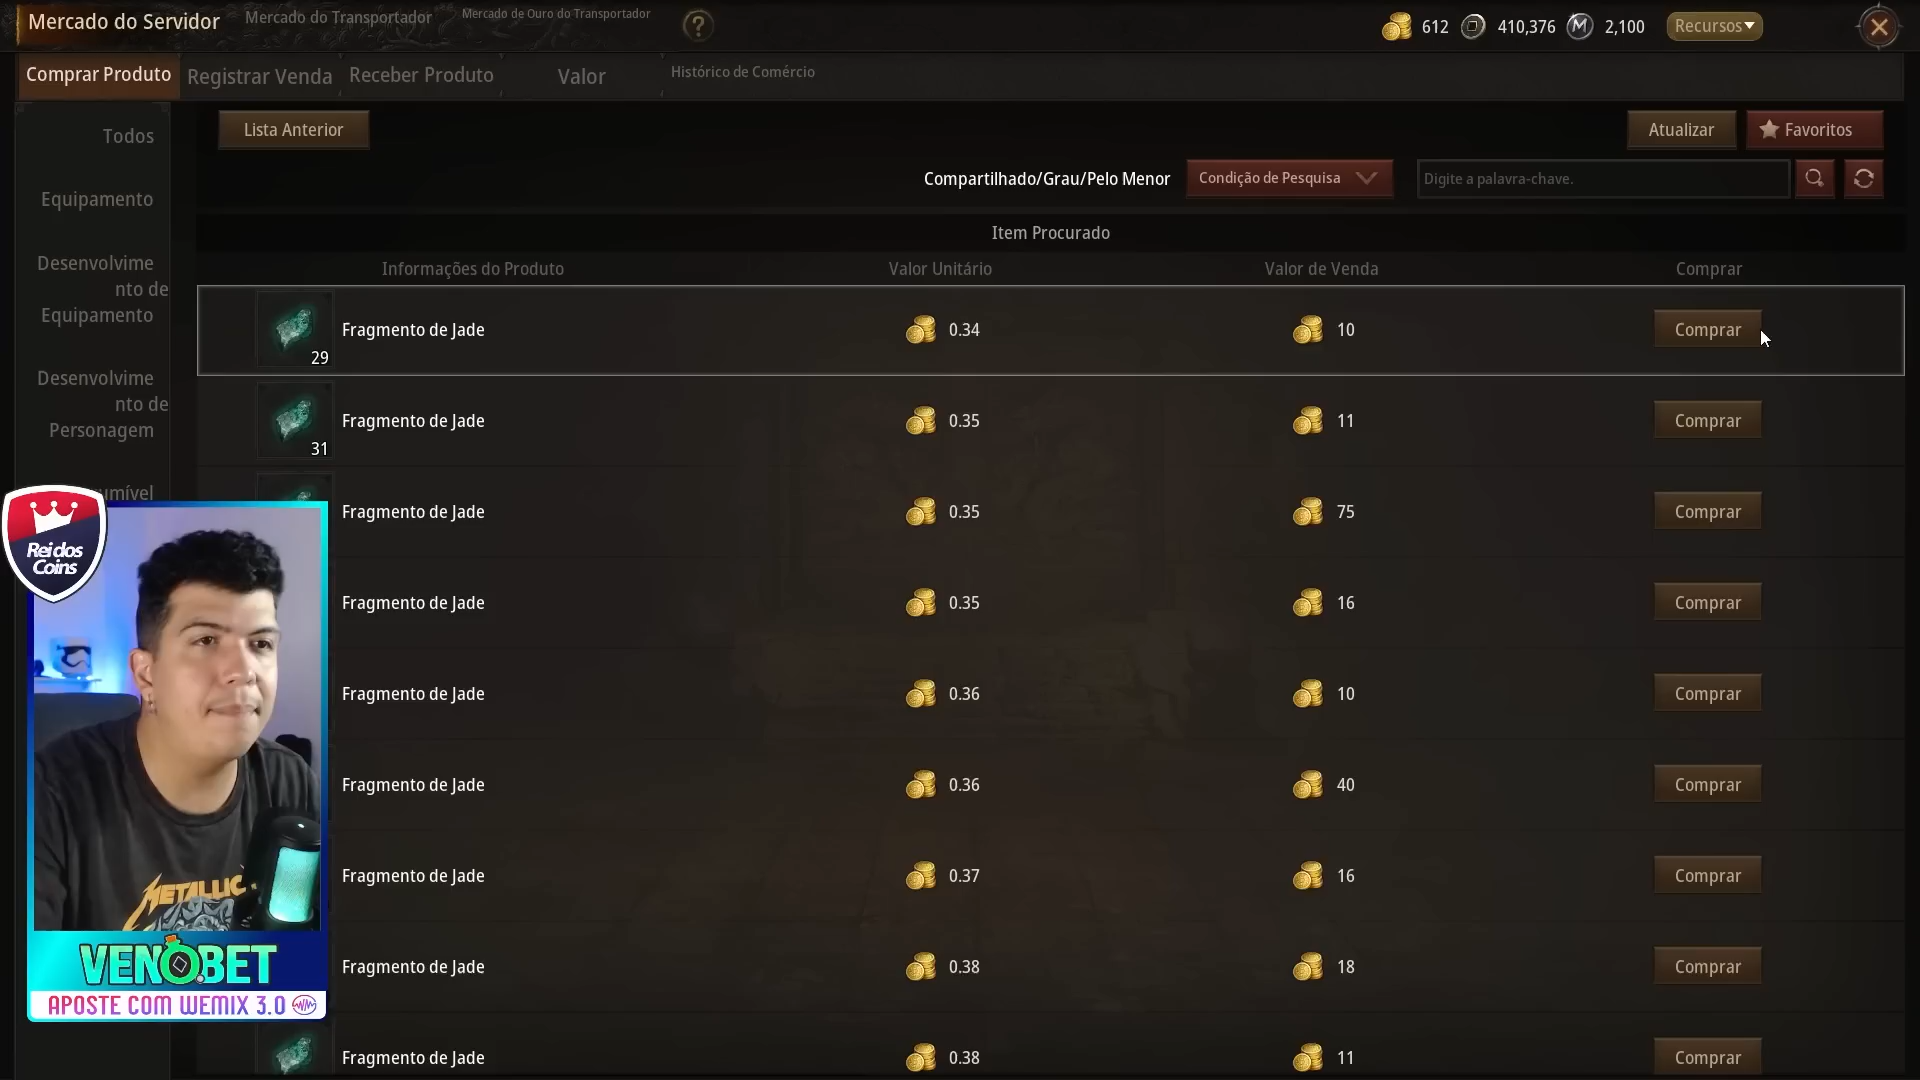 Mercado do Servidor
Mercado do Transportador
Mercado de Ouro do Transportador
?
612
410,376
M
2,100
Recursos
Comprar Produto
Registrar Venda
Receber Produto
Valor
Histórico de Comércio
Todos
Equipamento
Desenvolvime
nto de
Equipamento
Desenvolvime
nto de
Personagem
umível
Lista Anterior
Atualizar
Favoritos
Compartilhado/Grau/Pelo Menor
Condição de Pesquisa
Digite a palavra-chave.
Item Procurado
Informações do Produto
Valor Unitário
Valor de Venda
Comprar
29
Fragmento de Jade
0.34
10
Comprar
31
Fragmento de Jade
0.35
11
Comprar
Fragmento de Jade
0.35
75
Comprar
Fragmento de Jade
0.35
16
Comprar
Fragmento de Jade
0.36
10
Comprar
Fragmento de Jade
0.36
40
Comprar
Fragmento de Jade
0.37
16
Comprar
Fragmento de Jade
0.38
18
Comprar
Fragmento de Jade
0.38
11
Comprar
Rei dos
Coins
METALLIC
VENOBET
APOSTE COM WEMIX 3.0